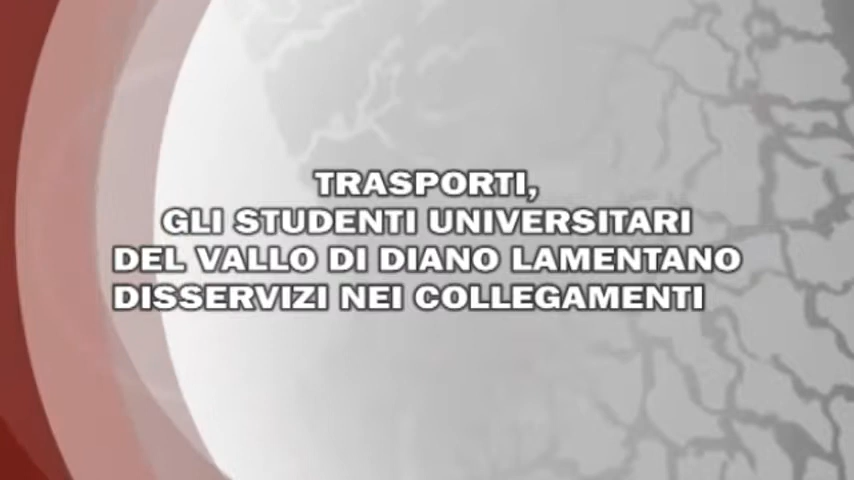 TRASPORTI,
GLI STUDENTI UNIVERSITARI
DEL VALLO DI DIANO LAMENTANO
DISSERVIZI NEI COLLEGAMENTI